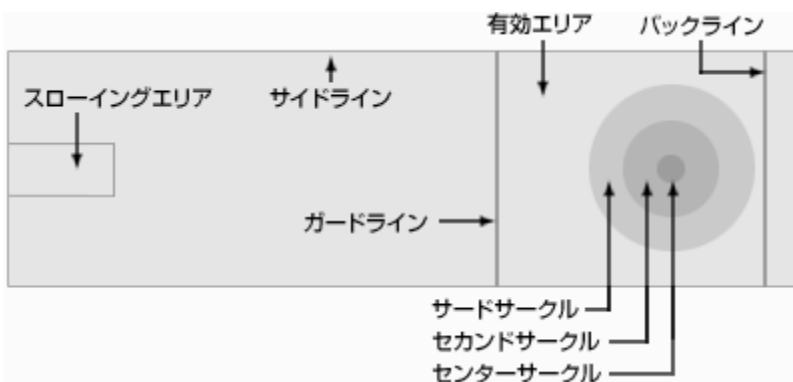 有効エリア
バックライン
スローイングエリア
サイドライン
ガードライン
サードサークル
セカンドサークル
センターサークル